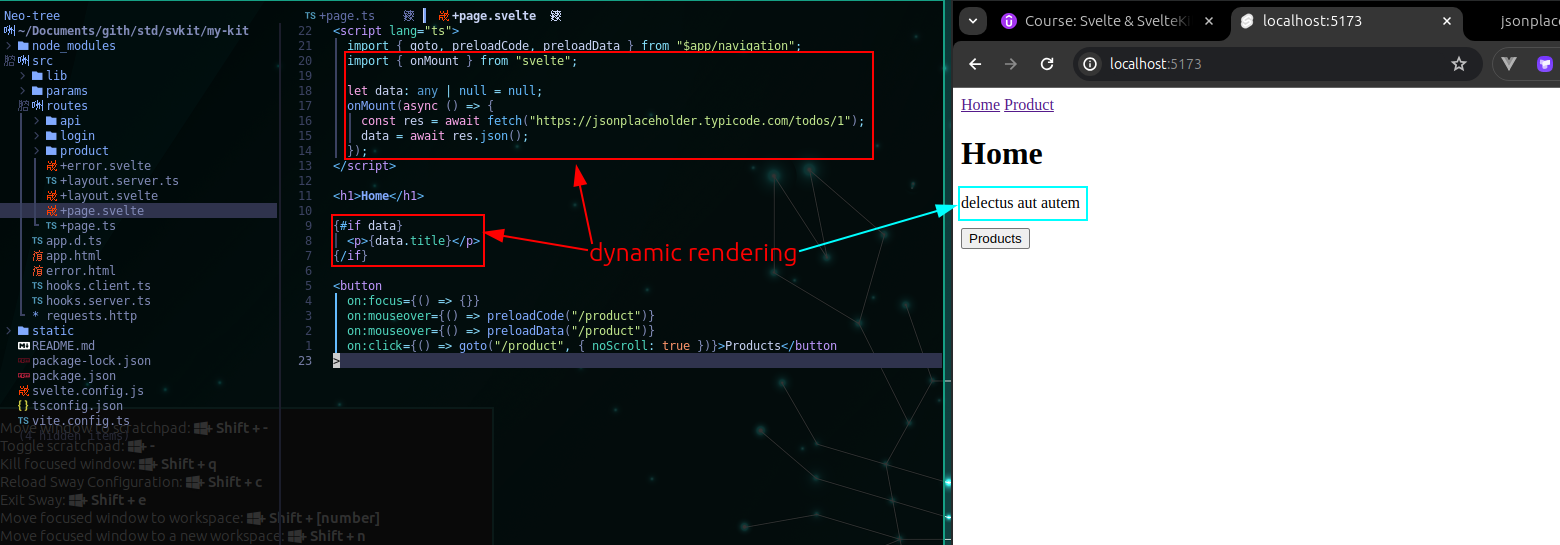 Neo-tree
~/Documents/gith/std/svkit/my-kit
node_modules
src
lib
params
routes
api
login
product
+error.svelte
TS +layout.server.ts
+layout.svelte
+page.svelte
TS +page.ts
TS app.d.ts
app.html
error.html
TS hooks.client.ts
TS hooks.server.ts
* requests.http
static
README.md
package-lock.json
package.json
svelte.config.js
{} tsconfig.json
TS vite.config.ts
(4 hidden items)
Move window to scratchpad: + Shift + -
Toggle scratchpad: + -
Kill focused window: + Shift + q
Reload Sway Configuration: + Shift + c
Exit Sway: + Shift + e
Move focused window to workspace: + Shift + [number]
Move focused window to a new workspace: + Shift + n
TS +page.ts +page.svelte
22 <script lang="ts">
21 import { goto, preloadCode, preloadData } from "$app/navigation";
20 import { onMount } from "svelte";
19
18 let data: any | null = null;
17 onMount(async () => {
16 const res = await fetch("https://jsonplaceholder.typicode.com/todos/1");
15 data = await res.json();
14 });
13 </script>
12
11 <h1>Home</h1>
10
9 {#if data}
8 <p>{data.title}</p>
7 {/if}
6
5 <button
4 on:focus={() => {}}
3 on:mouseover={() => preloadCode("/product")}
2 on:mouseover={() => preloadData("/product")}
1 on:click={() => goto("/product", { noScroll: true })}>Products</button
23 >
dynamic rendering
Course: Svelte & SvelteKi
localhost:5173
Jsonplace
localhost:5173
Home Product
Home
delectus aut autem
Products